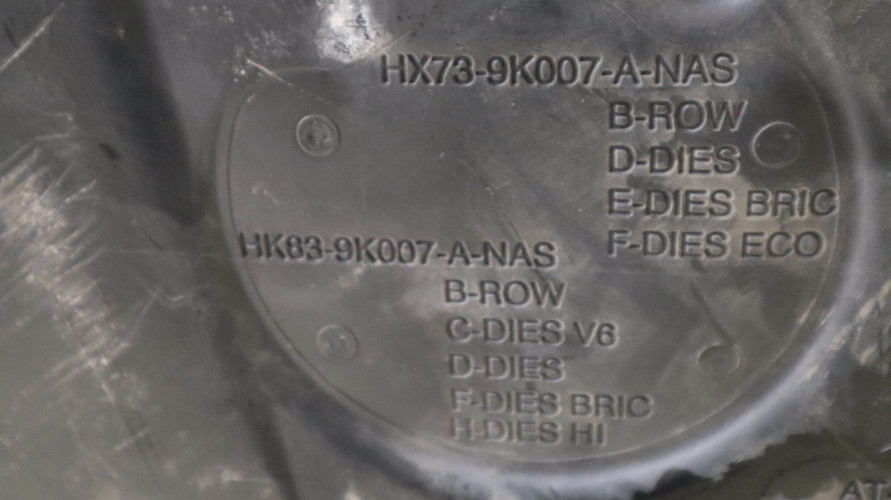 HX73-9K007-A-NAS
B-ROW
D-DIES
E-DIES BRIC
F-DIES ECO
HK83-9K007-A-NAS
B-ROW
C-DIES V6
D-DIES
F-DIES BRIC
H-DIES HI